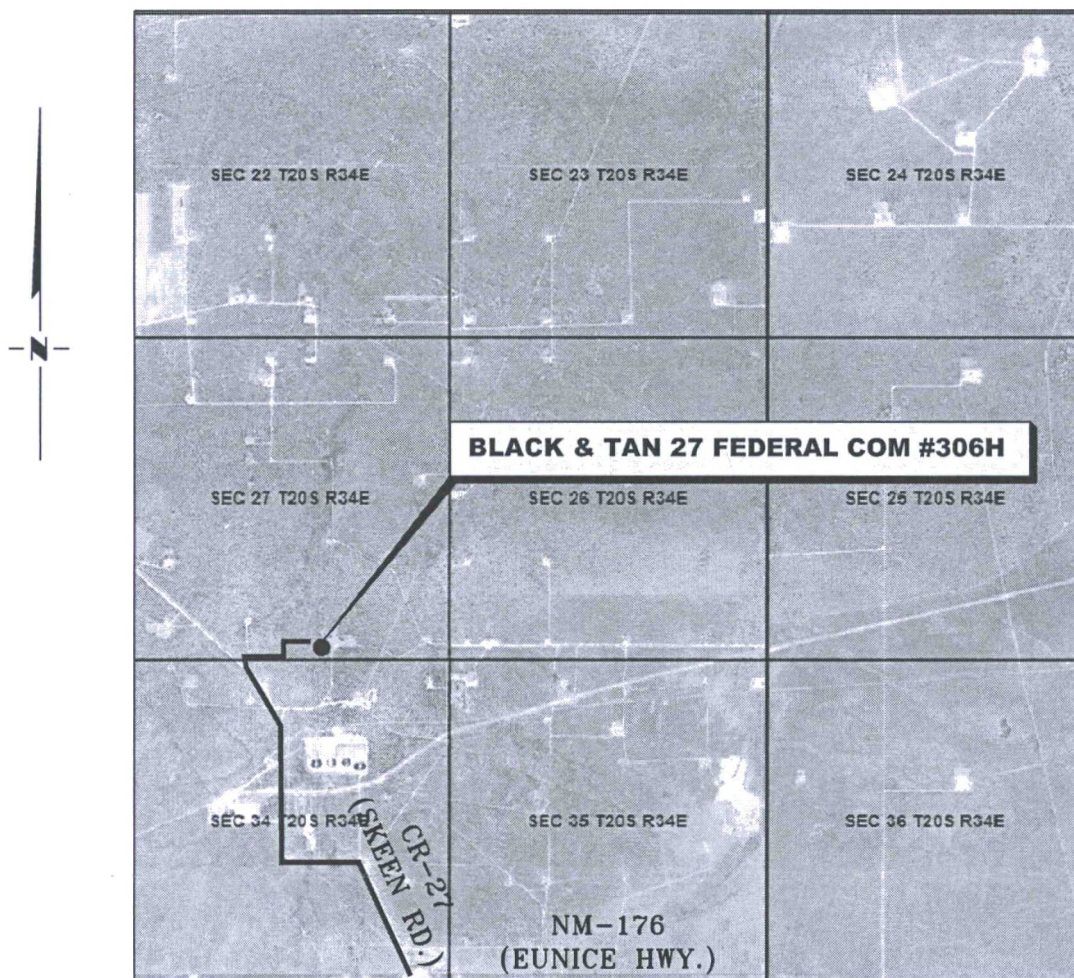 SEC 22 T20S R34E
SEC 23 T20S R34E
SEC 24 T20S R34E
N
BLACK & TAN 27 FEDERAL COM #306H
SEC 27 T20S R34E
SEC 26 T20S R34E
SEC 25 T20S R34E
SEC 34 T20S R34E
SEC 35 T20S R34E
SEC 36 T20S R34E
CR-27
(SKEEN RD.)
NM-176
(EUNICE HWY.)